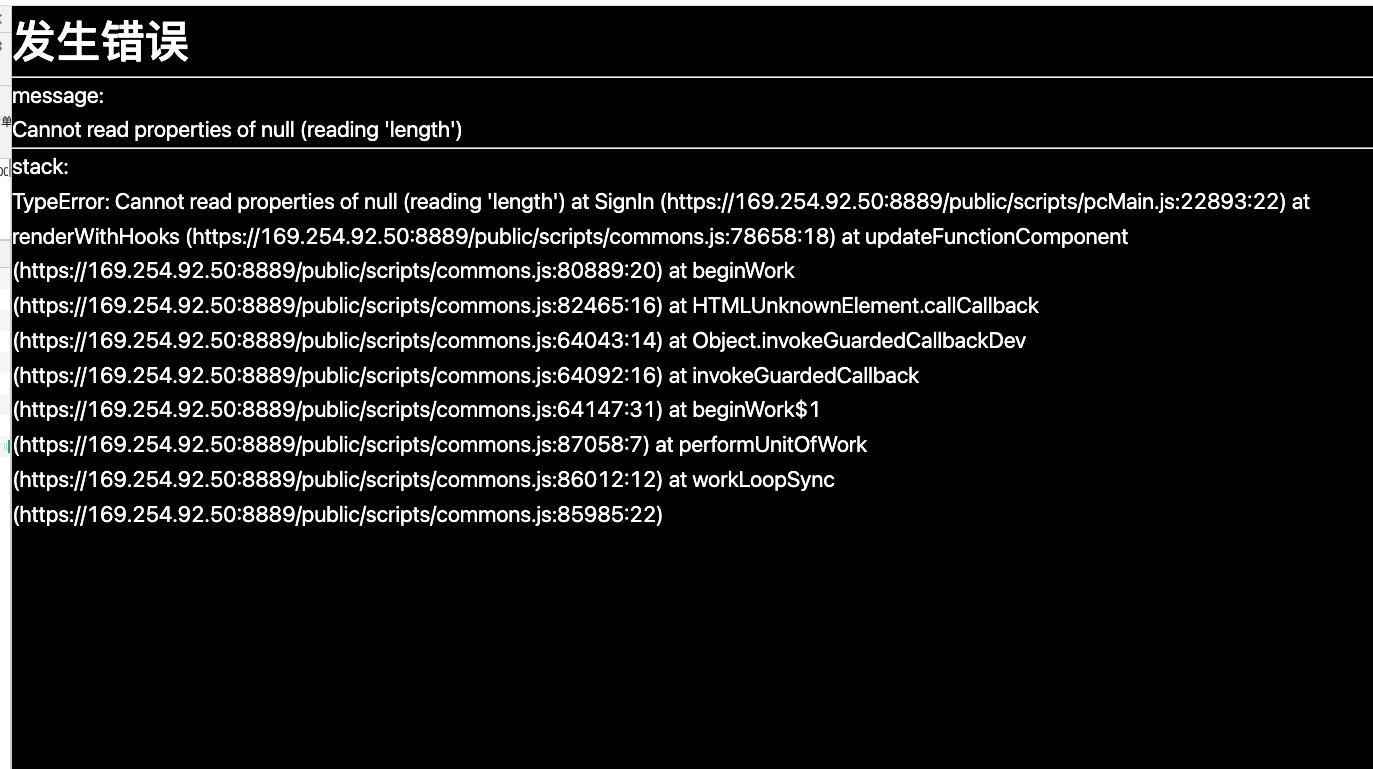 发生错误
message:
Cannot read properties of null (reading 'length')
单
stack:
TypeError: Cannot read properties of null (reading 'length') at SignIn (https://169.254.92.50:8889/public/scripts/pcMain.js:22893:22) at
renderWithHooks (https://169.254.92.50:8889/public/scripts/commons.js:78658:18) at updateFunctionComponent
(https://169.254.92.50:8889/public/scripts/commons.js:80889:20) at beginWork
(https://169.254.92.50:8889/public/scripts/commons.js:82465:16) at HTMLUnknownElement.callCallback
(https://169.254.92.50:8889/public/scripts/commons.js:64043:14) at Object.invokeGuardedCallbackDev
(https://169.254.92.50:8889/public/scripts/commons.js:64092:16) at invokeGuardedCallback
(https://169.254.92.50:8889/public/scripts/commons.js:64147:31) at beginWork$1
(https://169.254.92.50:8889/public/scripts/commons.js:87058:7) at performUnitOfWork
(https://169.254.92.50:8889/public/scripts/commons.js:86012:12) at workLoopSync
(https://169.254.92.50:8889/public/scripts/commons.js:85985:22)